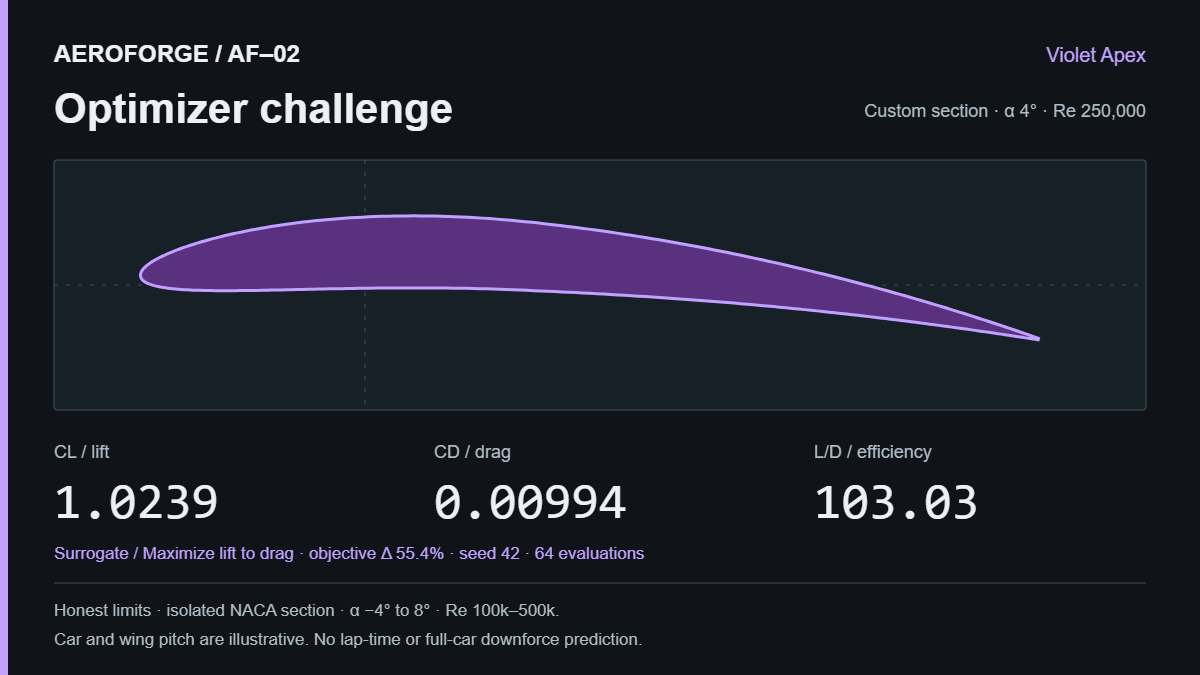 AEROFORGE / AF–02
Violet Apex
Optimizer challenge
Custom section · α 4° · Re 250,000
CL / lift
CD / drag
L/D / efficiency
1.0239
0.00994
103.03
Surrogate / Maximize lift to drag · objective Δ 55.4% · seed 42 · 64 evaluations
Honest limits · isolated NACA section · α −4° to 8° · Re 100k–500k.
Car and wing pitch are illustrative. No lap-time or full-car downforce prediction.